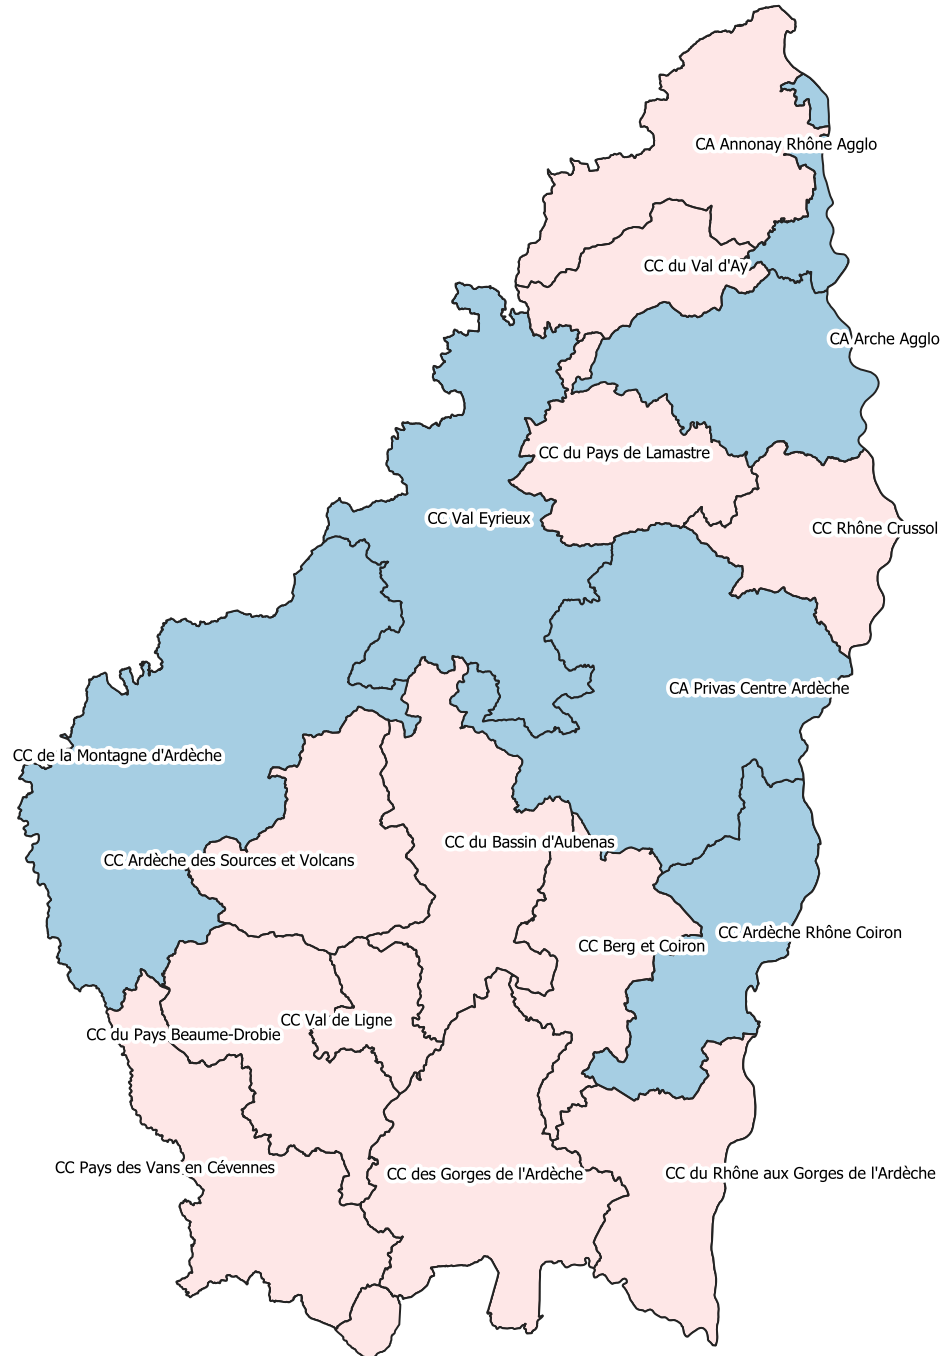 CA Annonay Rhône Agglo
CC du Val d'Ay
CA Arche Agglo
CC du Pays de Lamastre
CC Val Eyrieux
CC Rhône Crussol
CA Privas Centre Ardèche
CC de la Montagne d'Ardèche
CC du Bassin d'Aubenas
CC Ardèche des Sources et Volcans
CC Ardèche Rhône Coiron
CC Berg et Coiron
CC Val de Ligne
CC du Pays Beaume-Drobie
CC Pays des Vans en Cévennes
CC des Gorges de l'Ardèche
CC du Rhône aux Gorges de l'Ardèche